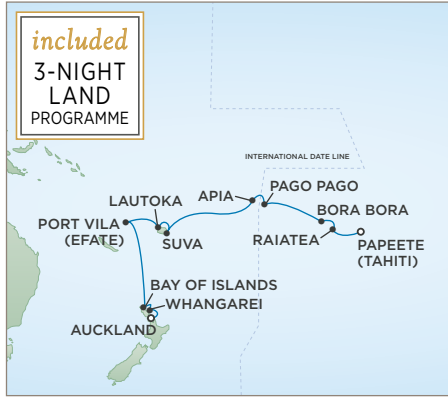 included
3-NIGHT
LAND
PROGRAMME
INTERNATIONAL DATE LINE
APIA
PAGO PAGO
LAUTOKA
BORA BORA
PORT VILA
(EFATE)
SUVA
RAIATEA
PAPEETE
(TAHITI)
BAY OF ISLANDS
WHANGAREI
AUCKLAND